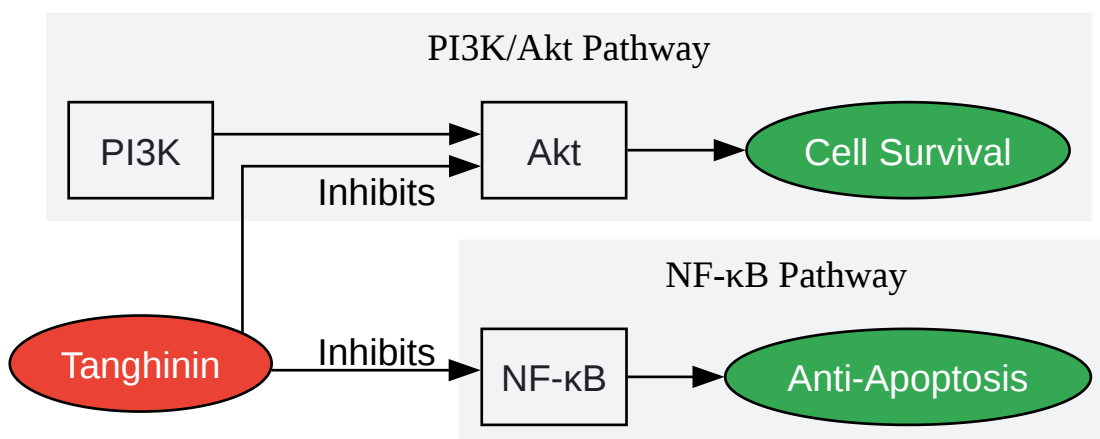 PI3K/Akt Pathway
PI3K
Akt
Cell Survival
Inhibits
NF-κB Pathway
Tanghinin
Inhibits
NF-κB
Anti-Apoptosis